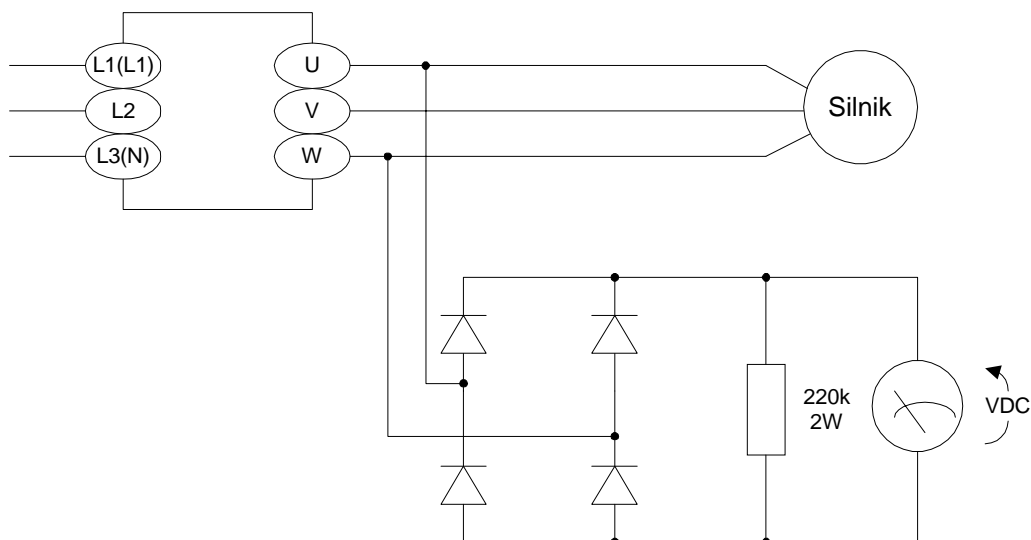 L1(L1)
U
L2
V
L3(N)
W
Silnik
220k
2W
VDC